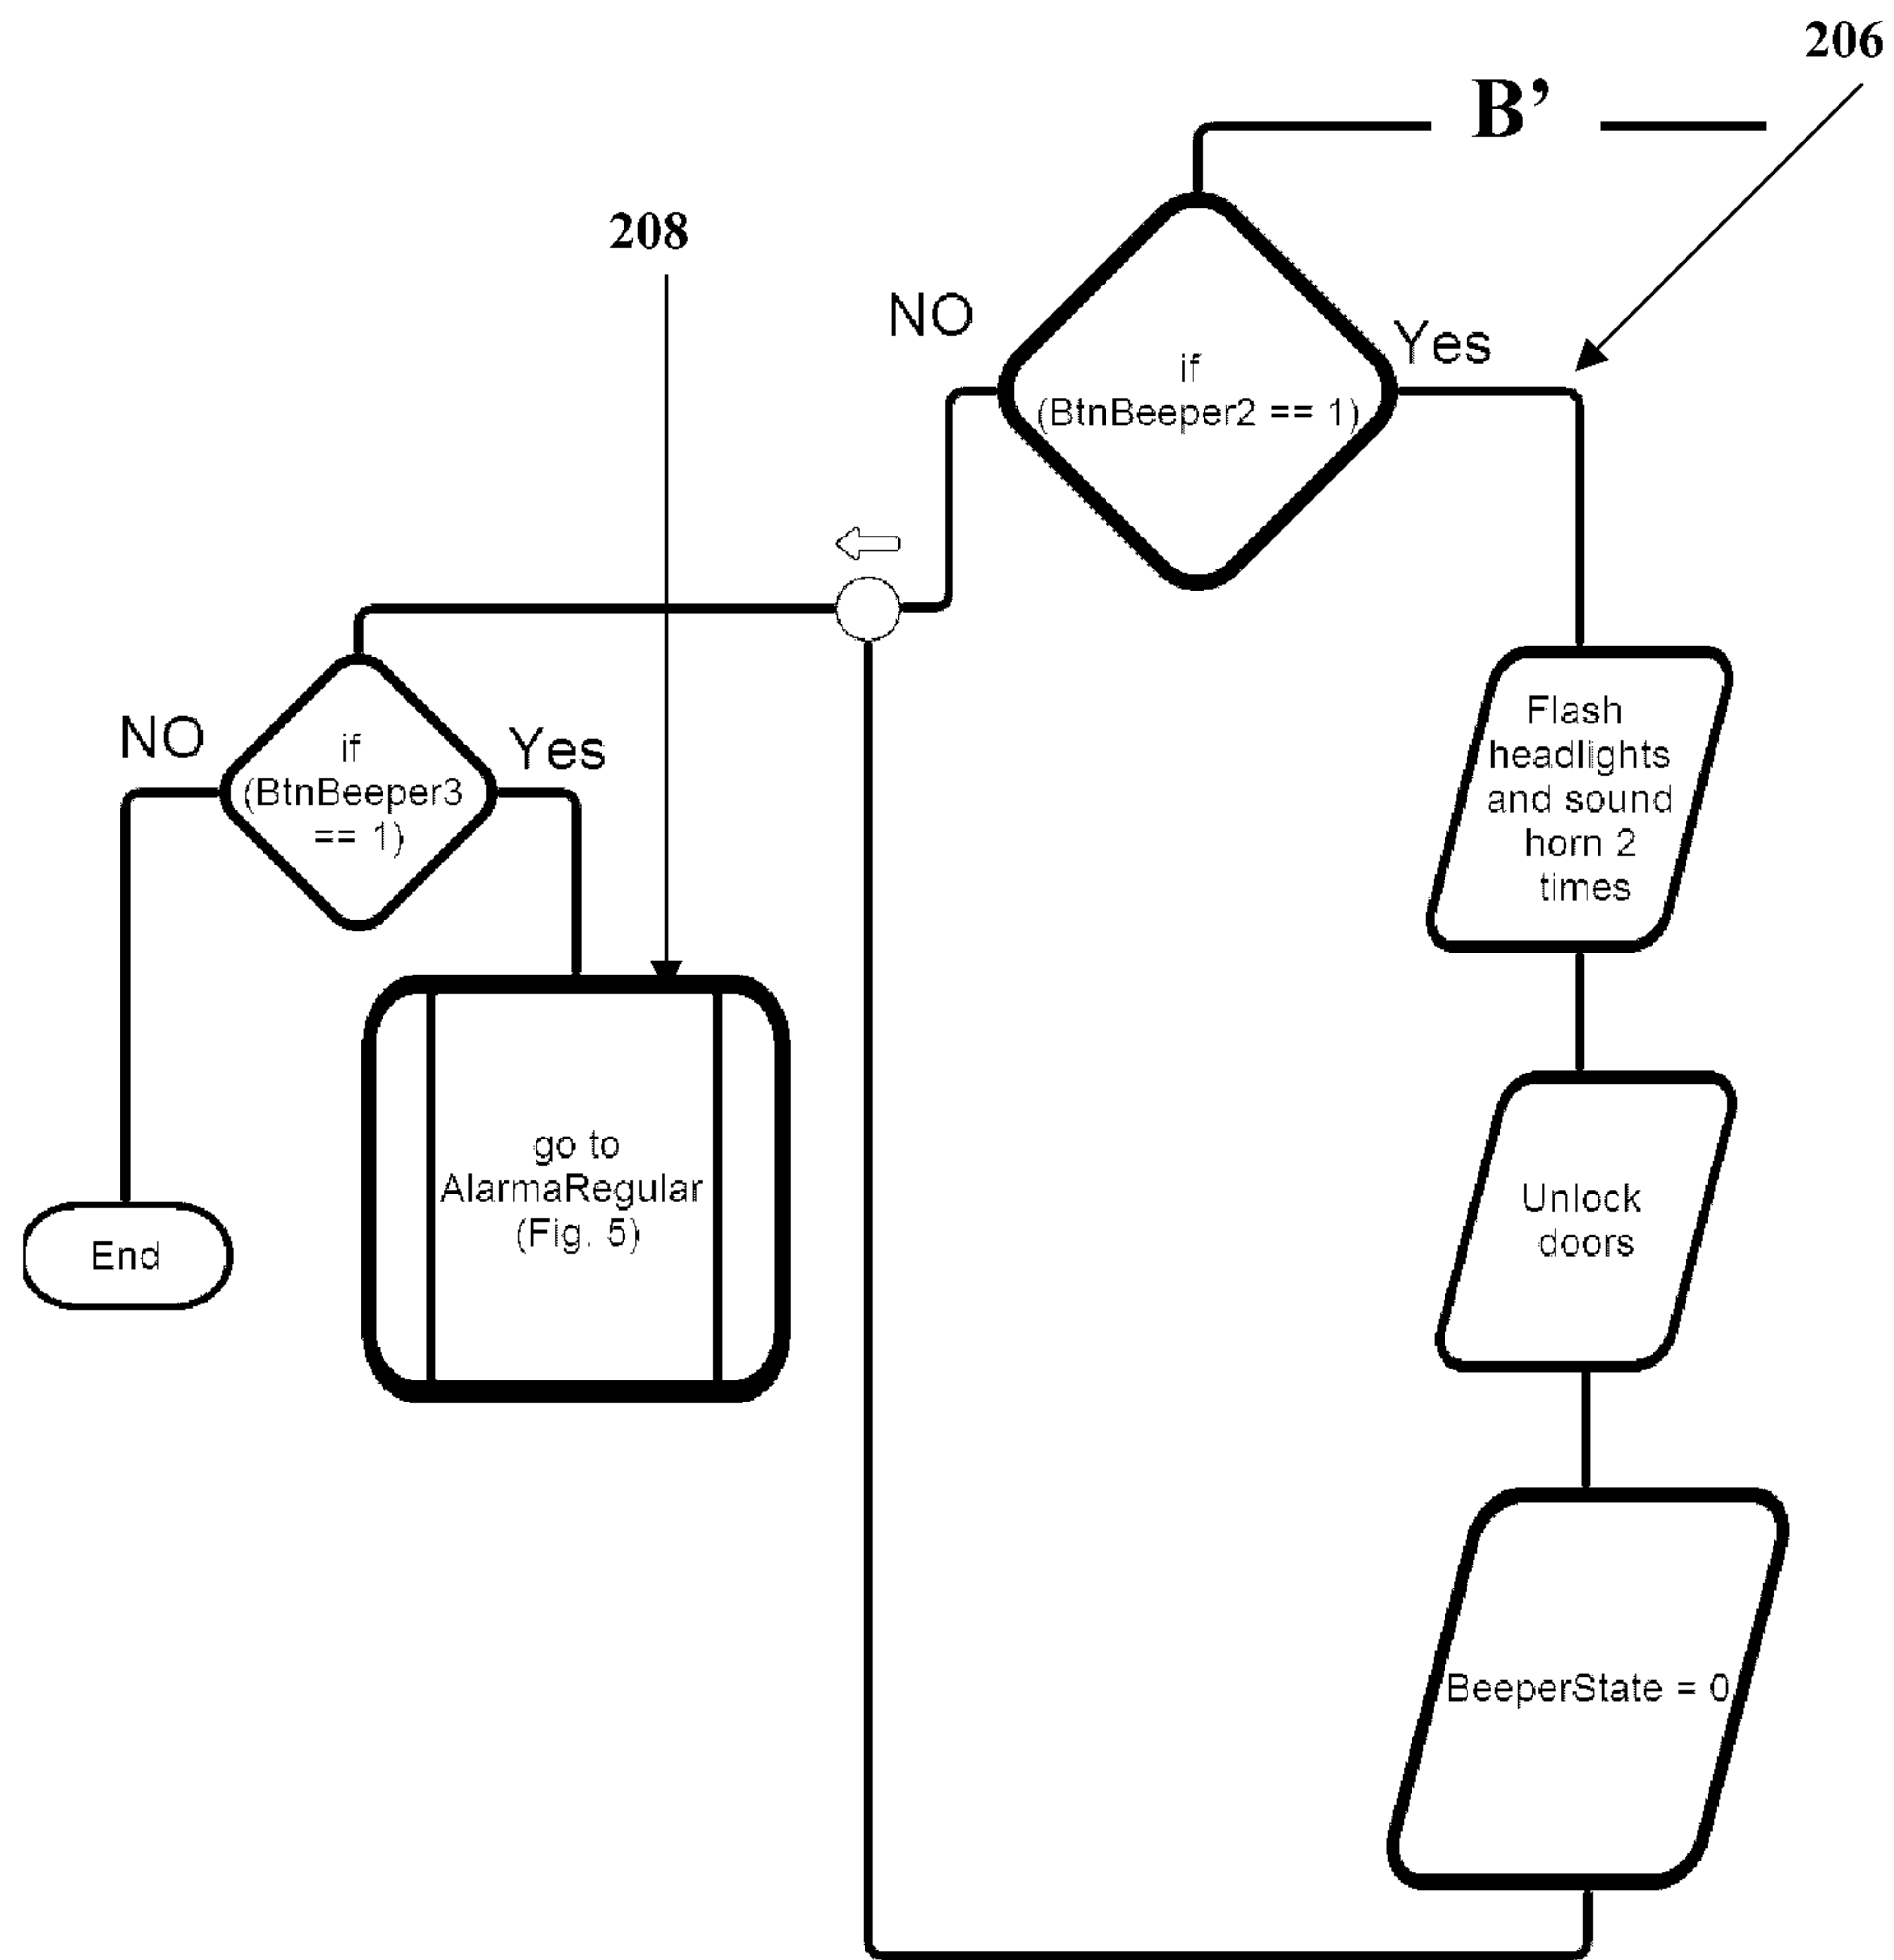 206
B’
208
NO
Yes
if
(BtnBeeper2 == 1)
NO
Yes
if
(BtnBeeper3
== 1)
Flash
headlights
and sound
horn 2
times
go to
AlarmaRegular
(Fig. 5)
End
Unlock
doors
BeeperState = 0